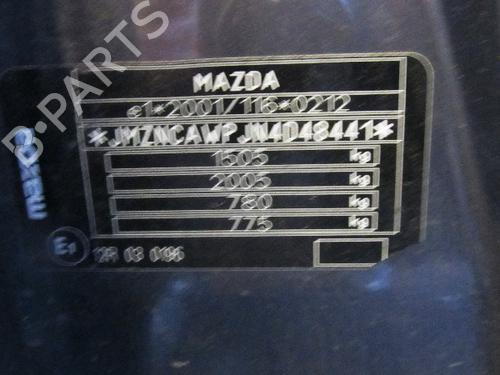 B-PARTS
MAZDA
e1*2001/116*0212
*JMZNCAWPJN4D48441*
1505 kg
2005 kg
780 kg
775 kg
mazda
E1
12R 03 0196